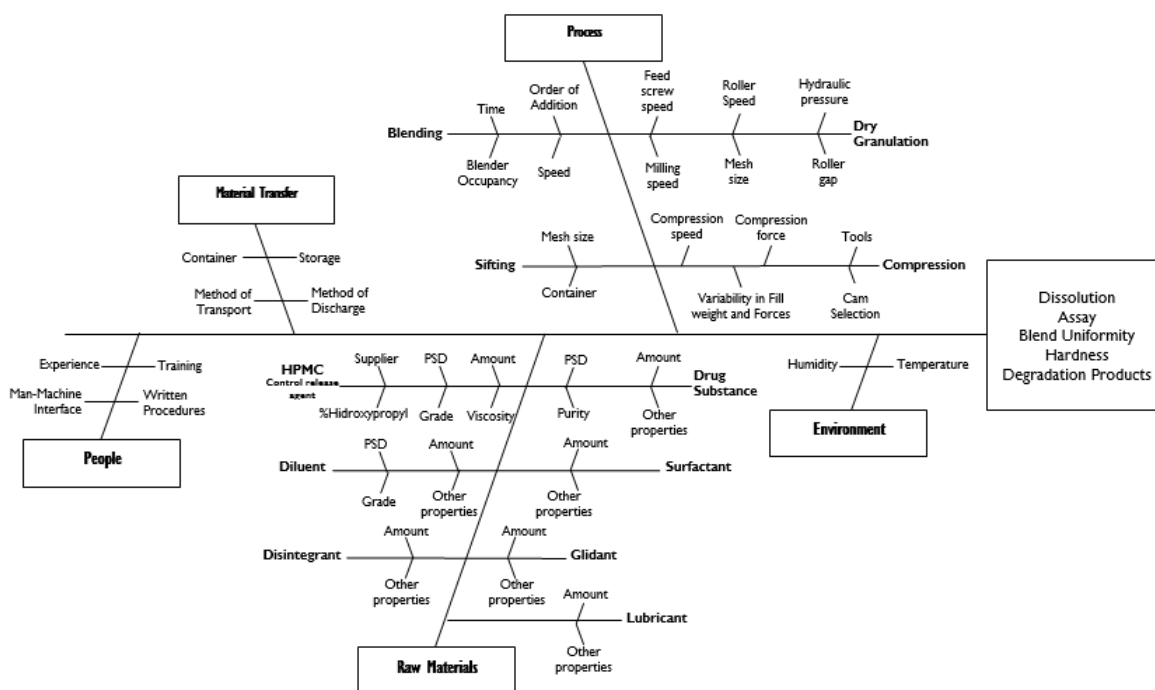 Process
Feed
screw
speed
Roller
Speed
Hydraulic
pressure
Order of
Addition
Time
Blending
Dry
Granulation
Blender
Occupancy
Speed
Milling
speed
Mesh
size
Roller
gap
Material Transfer
Container
Storage
Method of
Transport
Method of
Discharge
Mesh size
Compression
speed
Compression
force
Tools
Sifting
Compression
Container
Variability in Fill
weight and Forces
Cam
Selection
Dissolution
Assay
Blend Uniformity
Hardness
Degradation Products
Experience
Training
Man-Machine
Interface
Written
Procedures
People
HPMC
Control release
agent
Supplier
PSD
Amount
PSD
Amount
Drug
Substance
%Hidroxypropyl
Grade
Viscosity
Purity
Other
properties
Humidity
Temperature
Environment
Diluent
PSD
Amount
Amount
Surfactant
Grade
Other
properties
Other
properties
Disintegrant
Amount
Amount
Glidant
Other
properties
Other
properties
Amount
Lubricant
Other
properties
Raw Materials